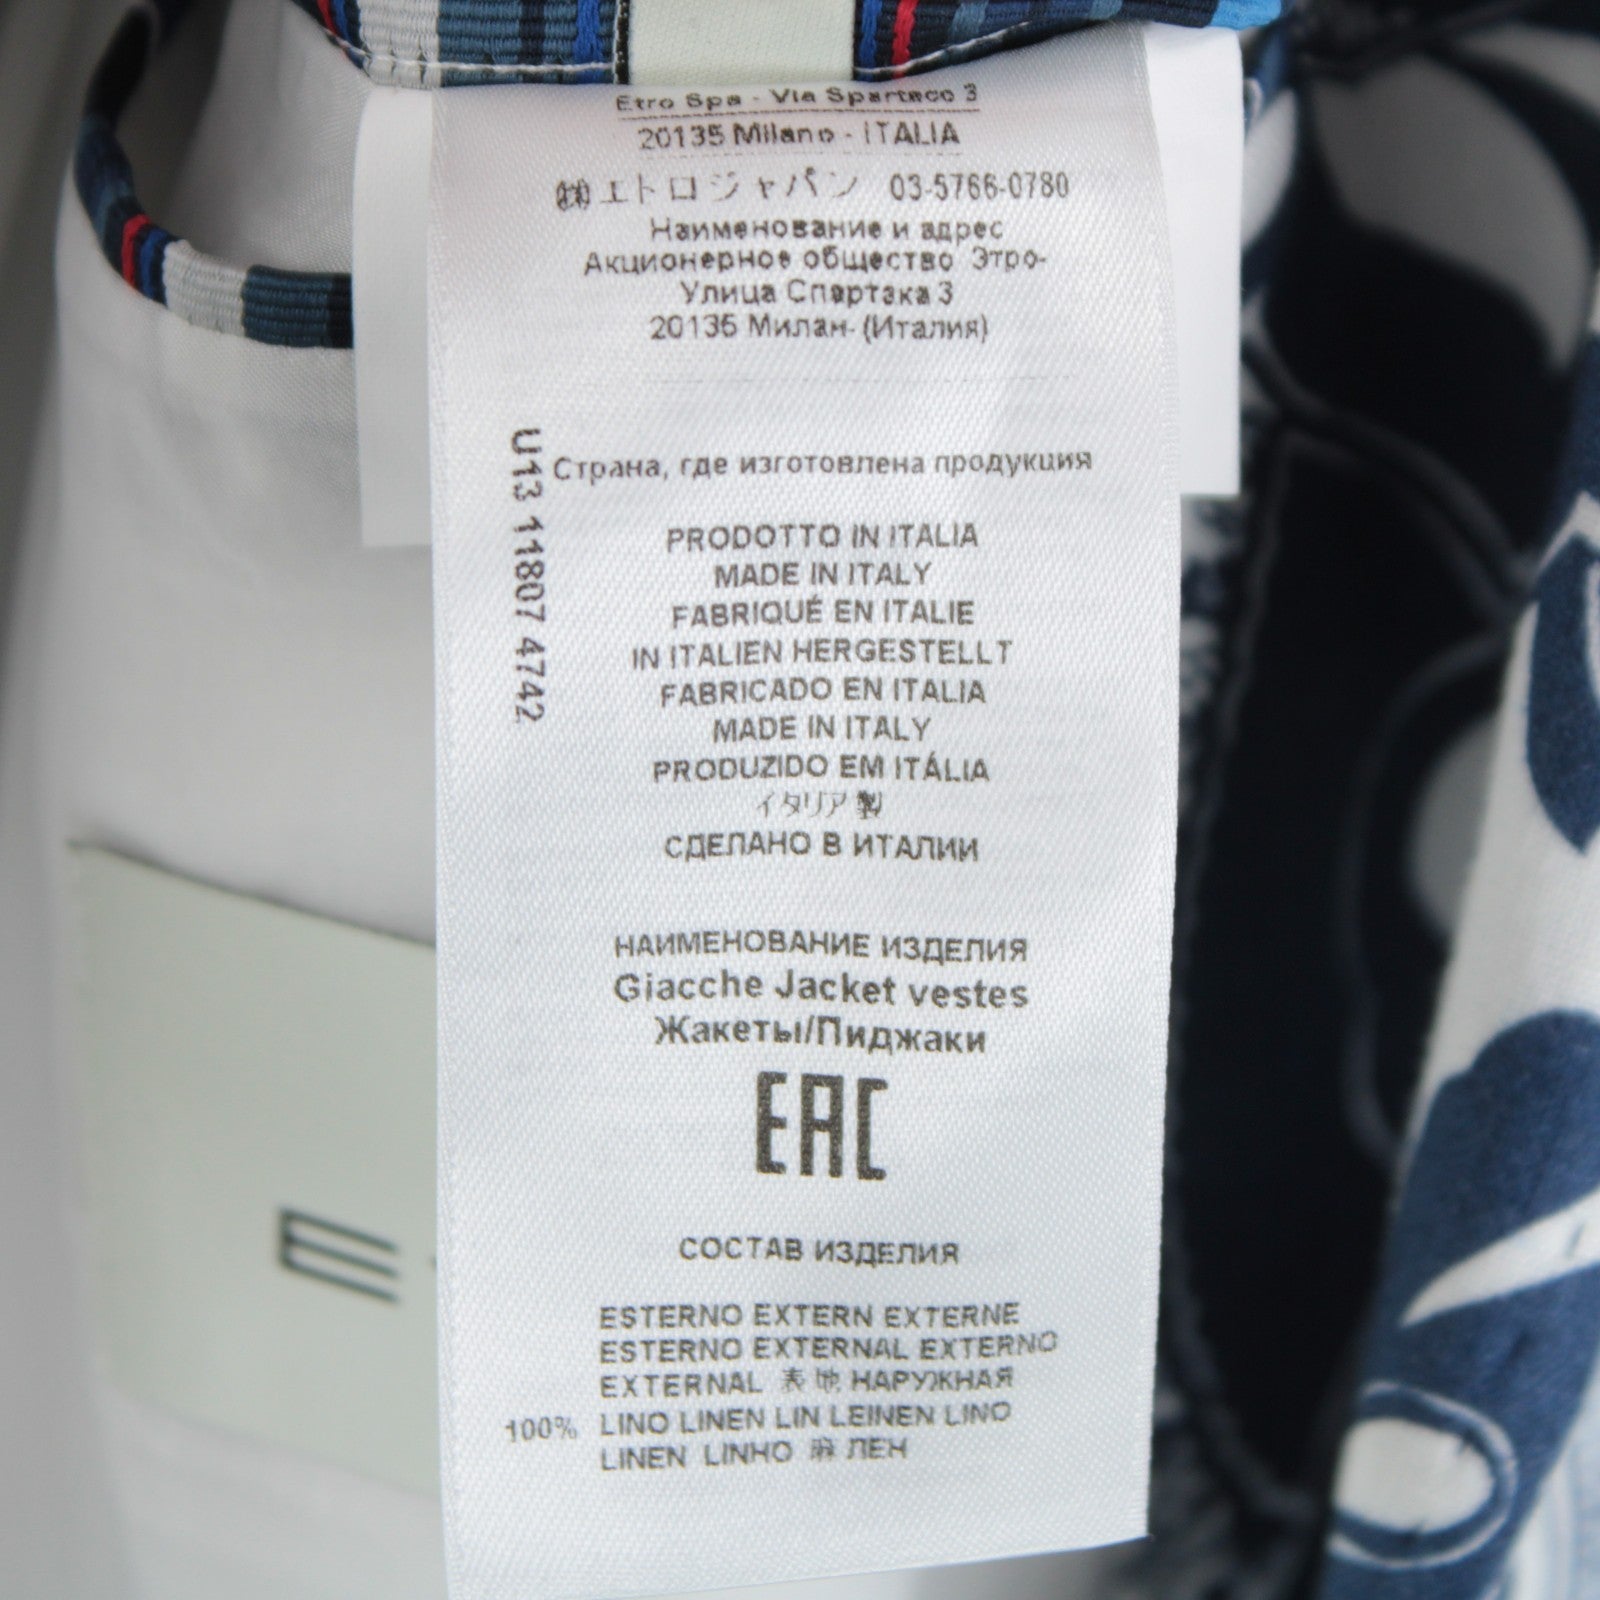 Etro Spa - Via Spartaco 3
20135 Milano - ITALIA
㈱エトロジャパン 03-5766-0780
Наименование и адрес
Акционерное общество Этро-
Улица Спартака 3
20135 Милан- (Италия)
U13 11807 4742
Страна, где изготовлена продукция
PRODOTTO IN ITALIA
MADE IN ITALY
FABRIQUÉ EN ITALIE
IN ITALIEN HERGESTELLT
FABRICADO EN ITALIA
MADE IN ITALY
PRODUZIDO EM ITÁLIA
イタリア製
СДЕЛАНО В ИТАЛИИ
НАИМЕНОВАНИЕ ИЗДЕЛИЯ
Giacche Jacket vestes
Жакеты/Пиджаки
EAC
СОСТАВ ИЗДЕЛИЯ
ESTERNO EXTERN EXTERNE
ESTERNO EXTERNAL EXTERNO
EXTERNAL 表地 НАРУЖНАЯ
100% LINO LINEN LIN LEINEN LINO
LINEN LINHO 麻 ЛЕН